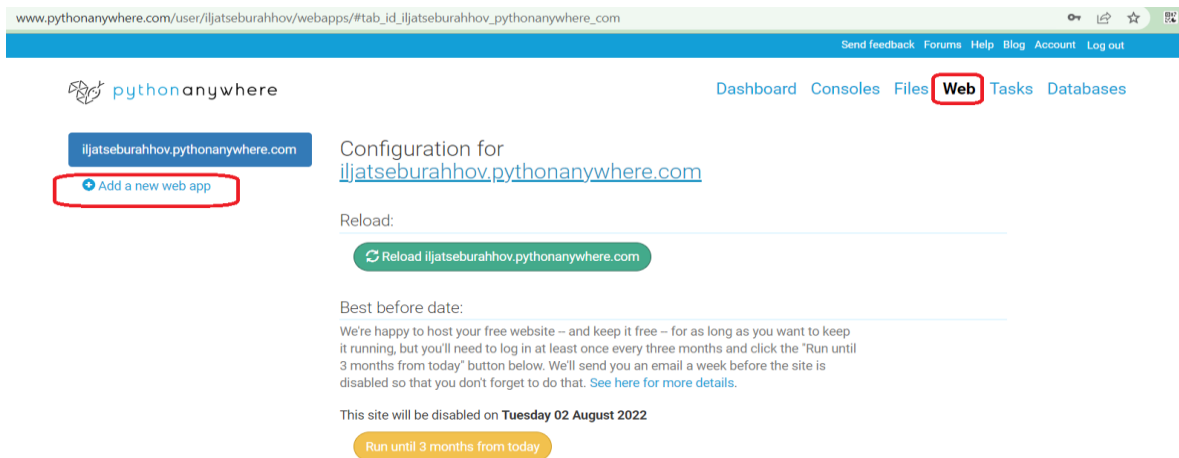 www.pythonanywhere.com/user/iljatseburahhov/webapps/#tab_id_iljatseburahhov_pythonanywhere_com
Send feedback Forums Help Blog Account Log out
pythonanywhere
Dashboard Consoles Files Web Tasks Databases
iljatseburahhov.pythonanywhere.com
Add a new web app
Configuration for
iljatseburahhov.pythonanywhere.com
Reload:
Reload iljatseburahhov.pythonanywhere.com
Best before date:
We're happy to host your free website – and keep it free – for as long as you want to keep
it running, but you'll need to log in at least once every three months and click the "Run until
3 months from today" button below. We'll send you an email a week before the site is
disabled so that you don't forget to do that. See here for more details.
This site will be disabled on Tuesday 02 August 2022
Run until 3 months from today